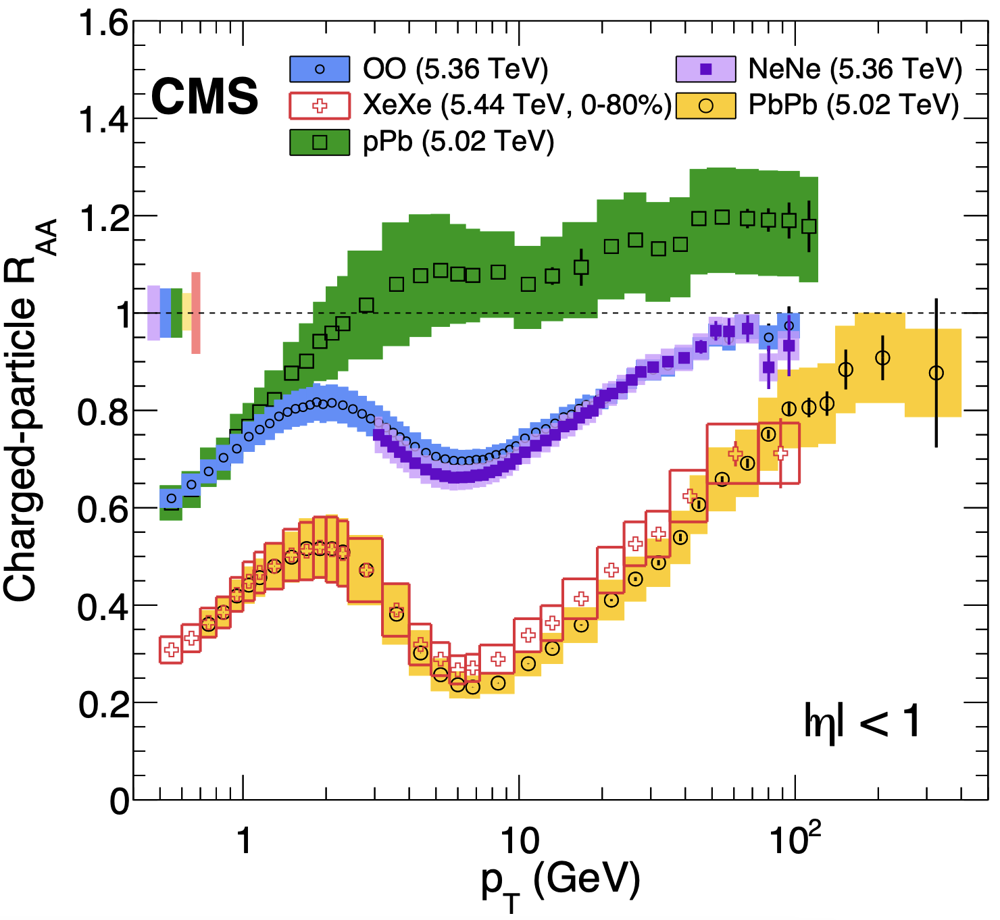 1.6
CMS
OO (5.36 TeV)
NeNe (5.36 TeV)
XeXe (5.44 TeV, 0-80%)
PbPb (5.02 TeV)
pPb (5.02 TeV)
1.4
1.2
1
0.8
0.6
0.4
0.2
0
Charged-particle R_AA
|η| < 1
1
10
10²
p_T (GeV)